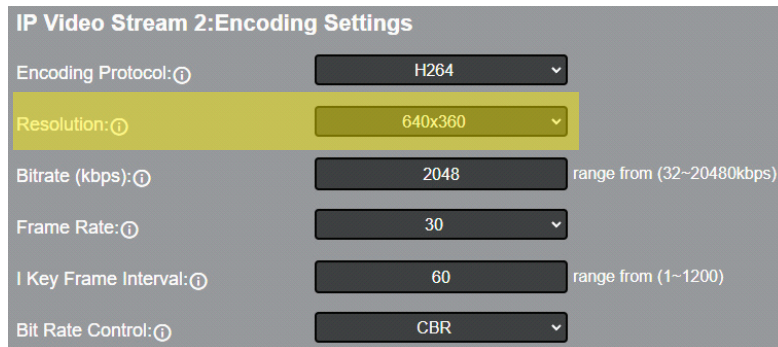 IP Video Stream 2:Encoding Settings
Encoding Protocol: H264
Resolution: 640x360
Bitrate (kbps): 2048 range from (32~20480kbps)
Frame Rate: 30
I Key Frame Interval: 60 range from (1~1200)
Bit Rate Control: CBR